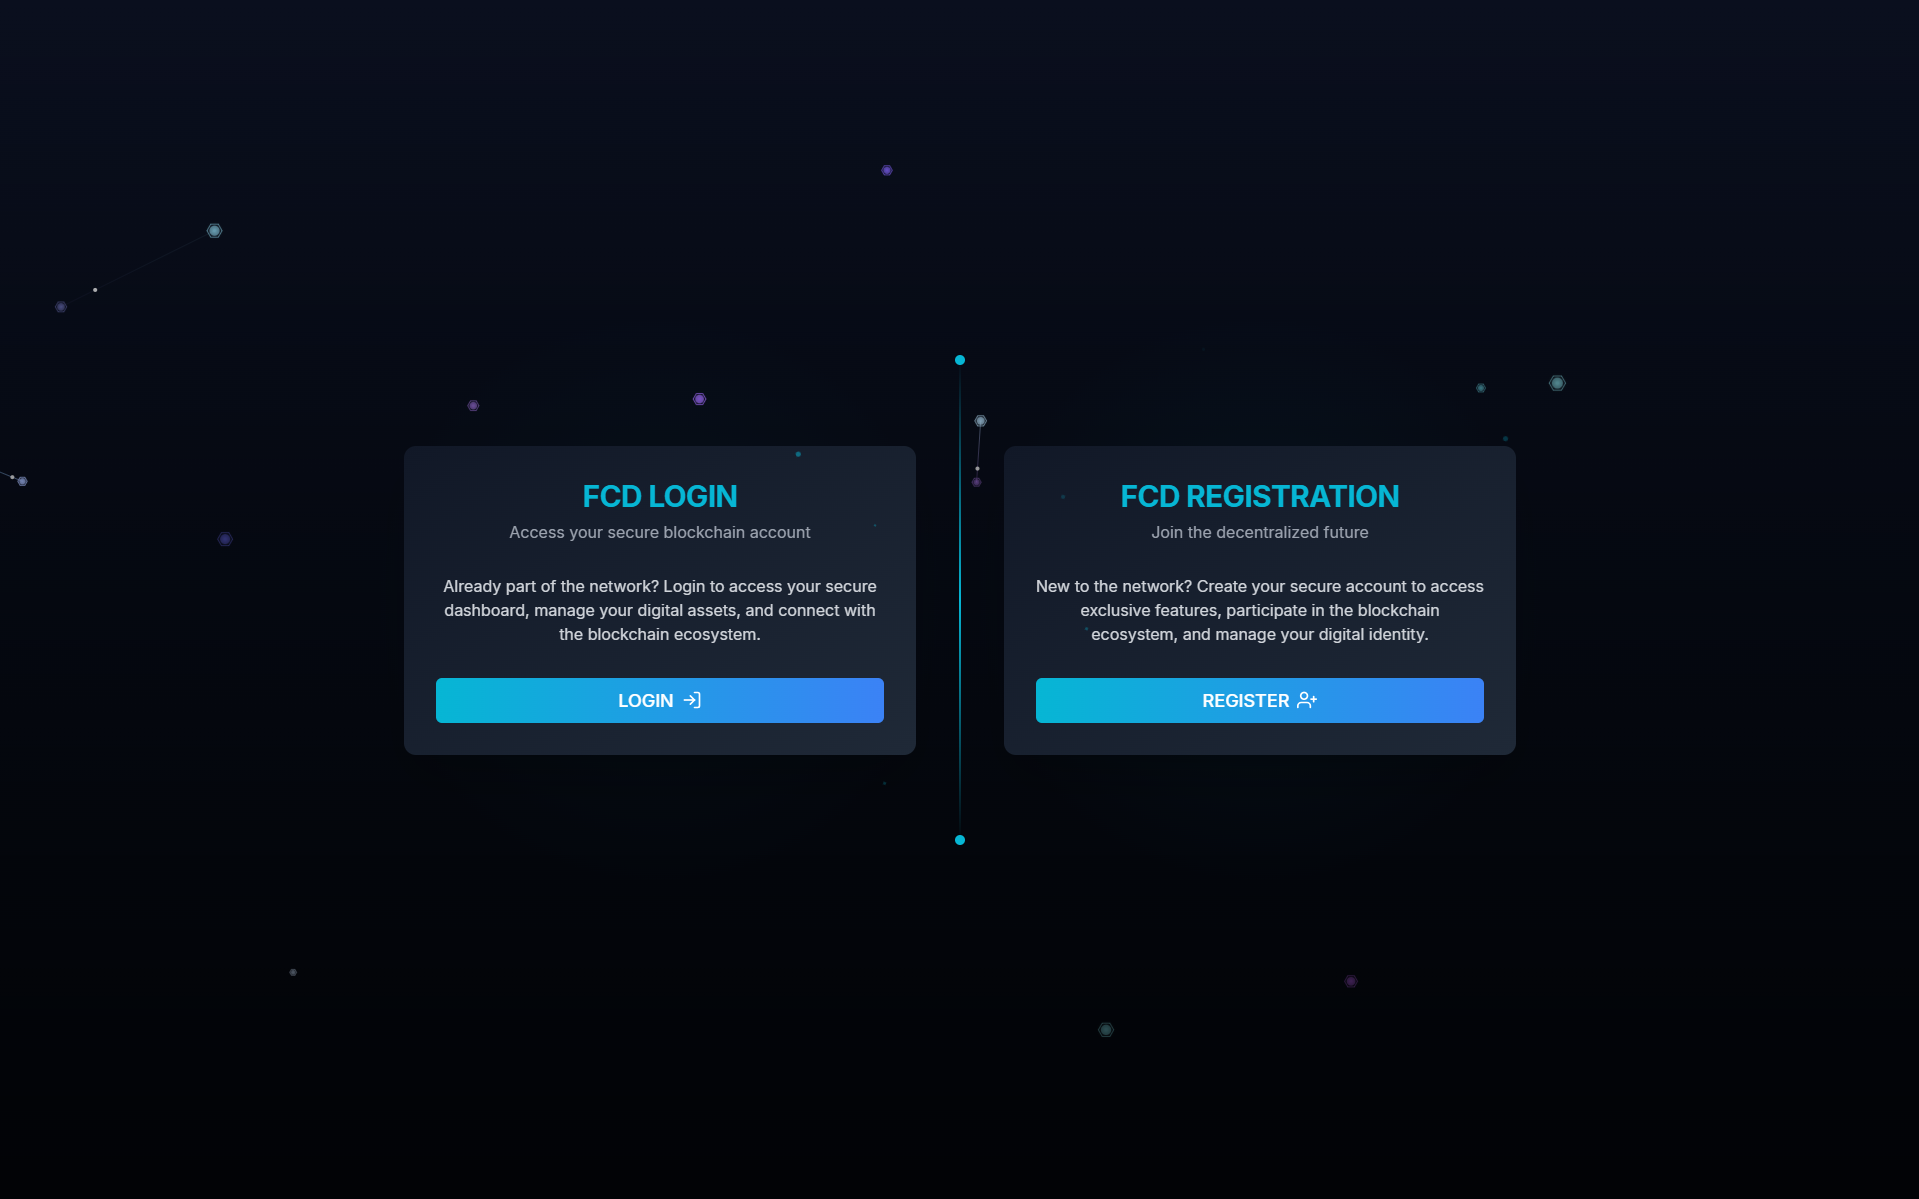 FCD LOGIN
Access your secure blockchain account
Already part of the network? Login to access your secure
dashboard, manage your digital assets, and connect with
the blockchain ecosystem.
LOGIN
FCD REGISTRATION
Join the decentralized future
New to the network? Create your secure account to access
exclusive features, participate in the blockchain
ecosystem, and manage your digital identity.
REGISTER